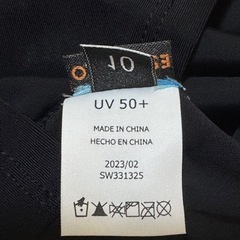 10
UV 50+
MADE IN CHINA
HECHO EN CHINA
2023/02
SW331325